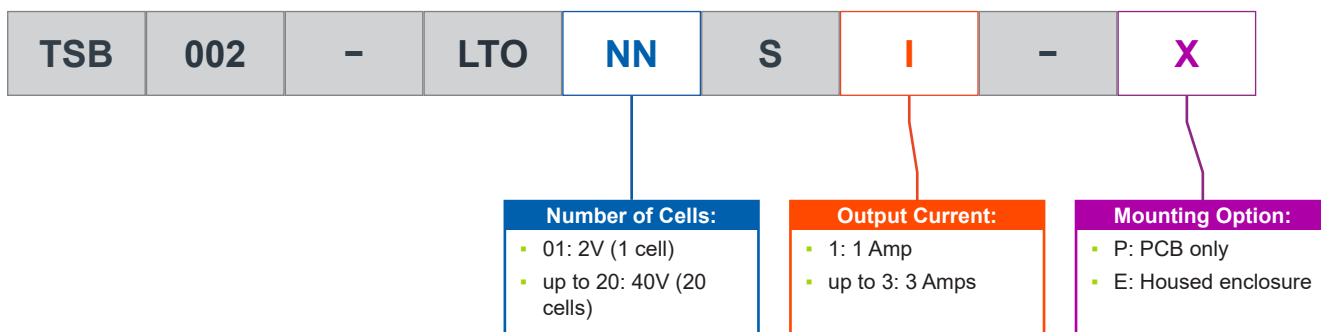 TSB 002 – LTO NN S I – X
Number of Cells: Output Current: Mounting Option:
▪ 01: 2V (1 cell)
▪ up to 20: 40V (20
cells)
▪ 1: 1 Amp
▪ up to 3: 3 Amps
▪ P: PCB only
▪ E: Housed enclosure